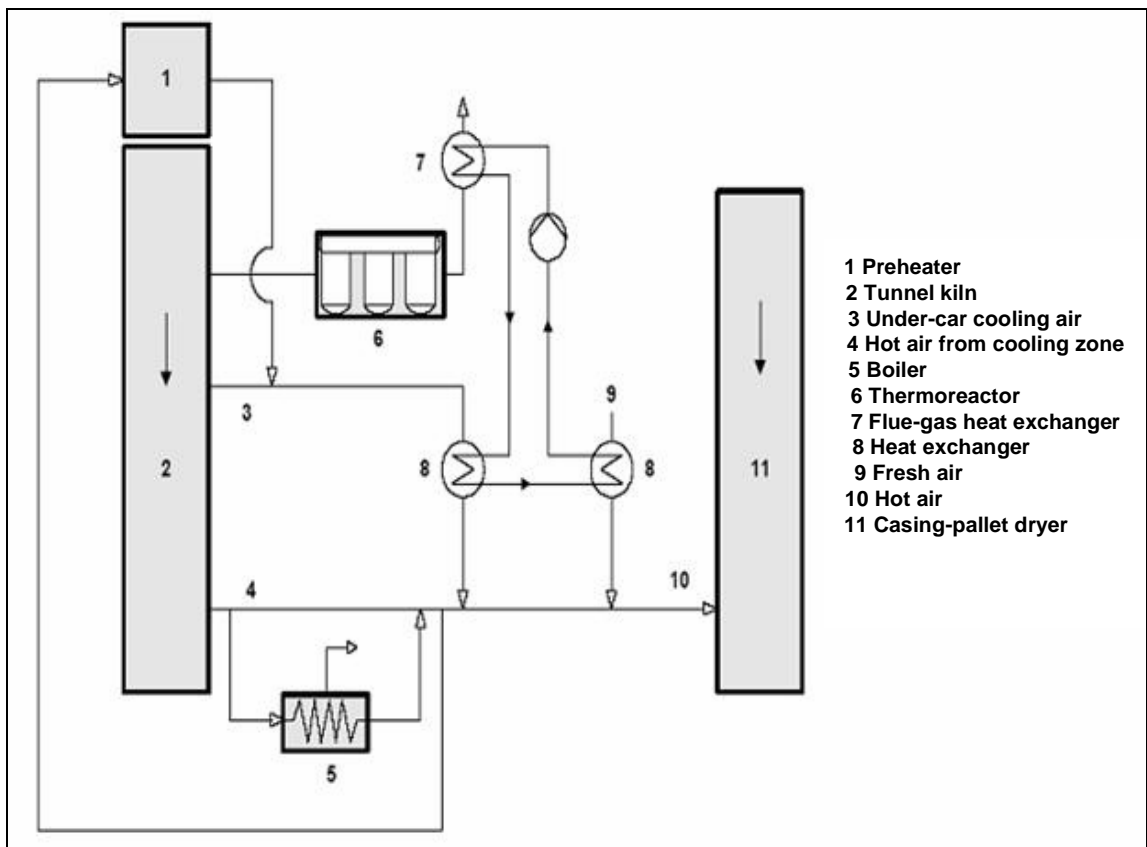 1
7
6
3
9
2
8
8
11
4
10
5
1 Preheater
2 Tunnel kiln
3 Under-car cooling air
4 Hot air from cooling zone
5 Boiler
6 Thermoreactor
7 Flue-gas heat exchanger
8 Heat exchanger
9 Fresh air
10 Hot air
11 Casing-pallet dryer